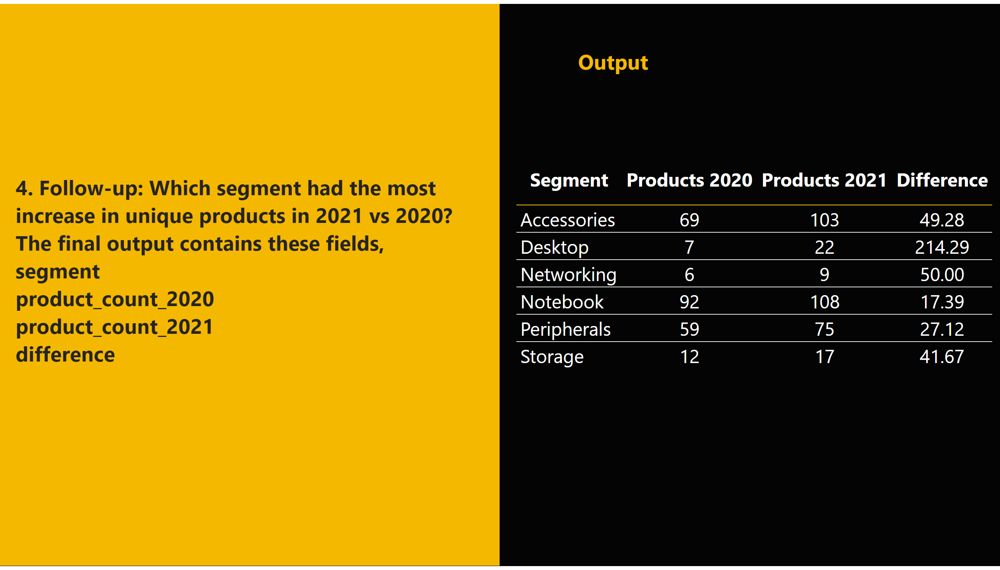 4. Follow-up: Which segment had the most
increase in unique products in 2021 vs 2020?
The final output contains these fields,
segment
product_count_2020
product_count_2021
difference
Output
Segment Products 2020 Products 2021 Difference
Accessories 69 103 49.28
Desktop 7 22 214.29
Networking 6 9 50.00
Notebook 92 108 17.39
Peripherals 59 75 27.12
Storage 12 17 41.67